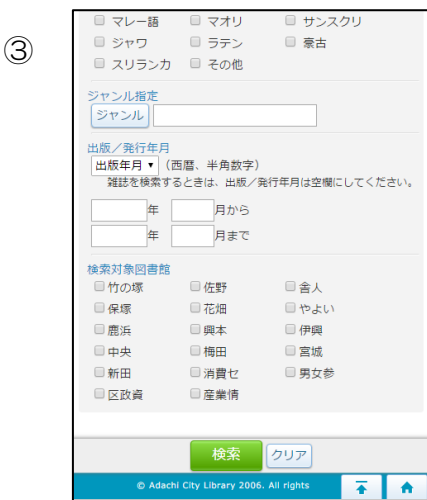 ③
マレー語 マオリ サンスクリ
ジャワ ラテン 豪古
スリランカ その他
ジャンル指定
ジャンル
出版／発行年月
出版年月 ▼ （西暦、半角数字）
雑誌を検索するときは、出版／発行年月は空欄にしてください。
年 月から
年 月まで
検索対象図書館
竹の塚 佐野 舎人
保塚 花畑 やよい
鹿浜 興本 伊興
中央 梅田 宮城
新田 消費セ 男女参
区政資 産業情
検索 クリア
© Adachi City Library 2006. All rights